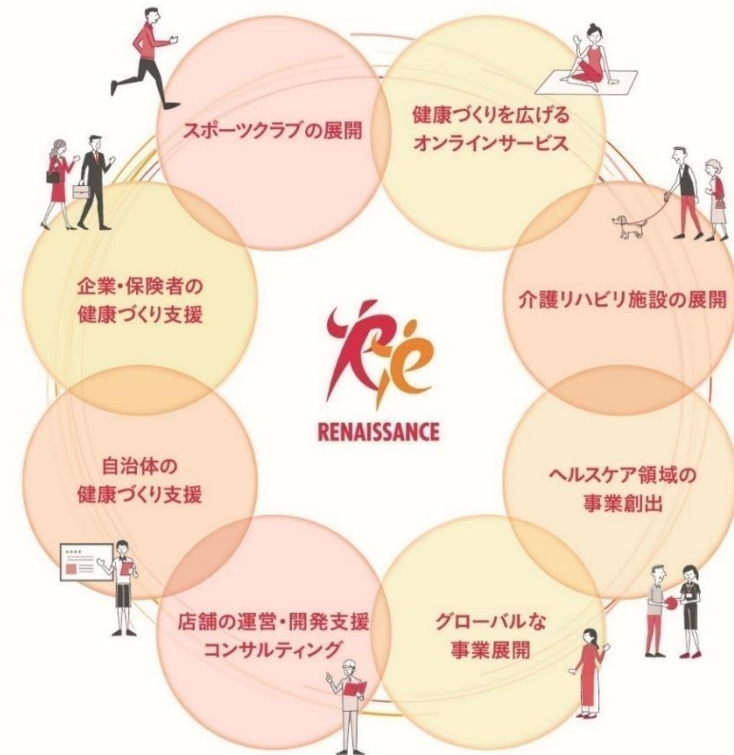 スポーツクラブの展開
健康づくりを広げる
オンラインサービス
介護リハビリ施設の展開
ヘルスケア領域の
事業創出
グローバルな
事業展開
店舗の運営・開発支援
コンサルティング
自治体の
健康づくり支援
企業・保険者の
健康づくり支援
RENAISSANCE